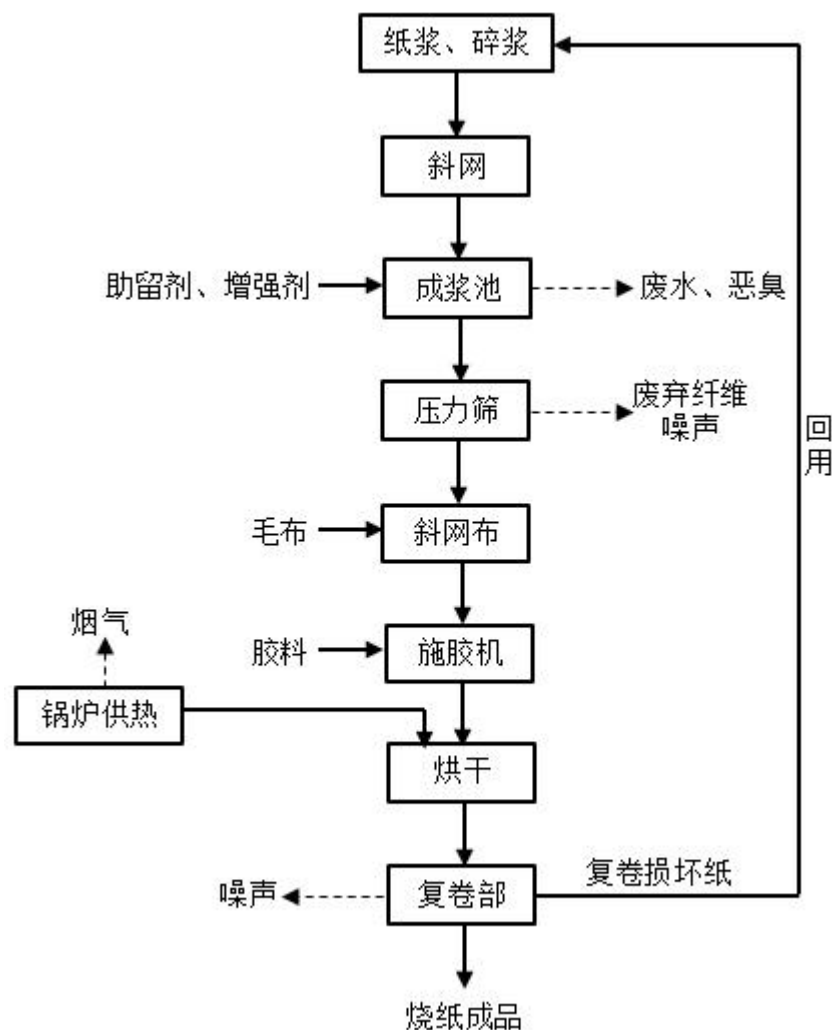 纸浆、碎浆
斜网
助留剂、增强剂
成浆池
废水、恶臭
压力筛
废弃纤维
噪声
回用
毛布
斜网布
烟气
胶料
施胶机
锅炉供热
烘干
复卷损坏纸
噪声
复卷部
烧纸成品